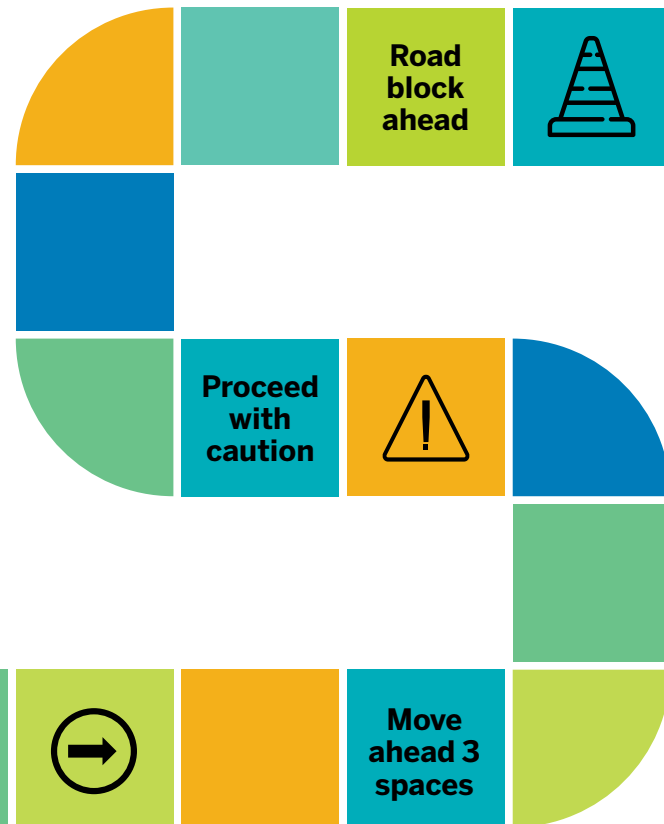 Road
block
ahead
Proceed
with
caution
!
Move
ahead 3
spaces